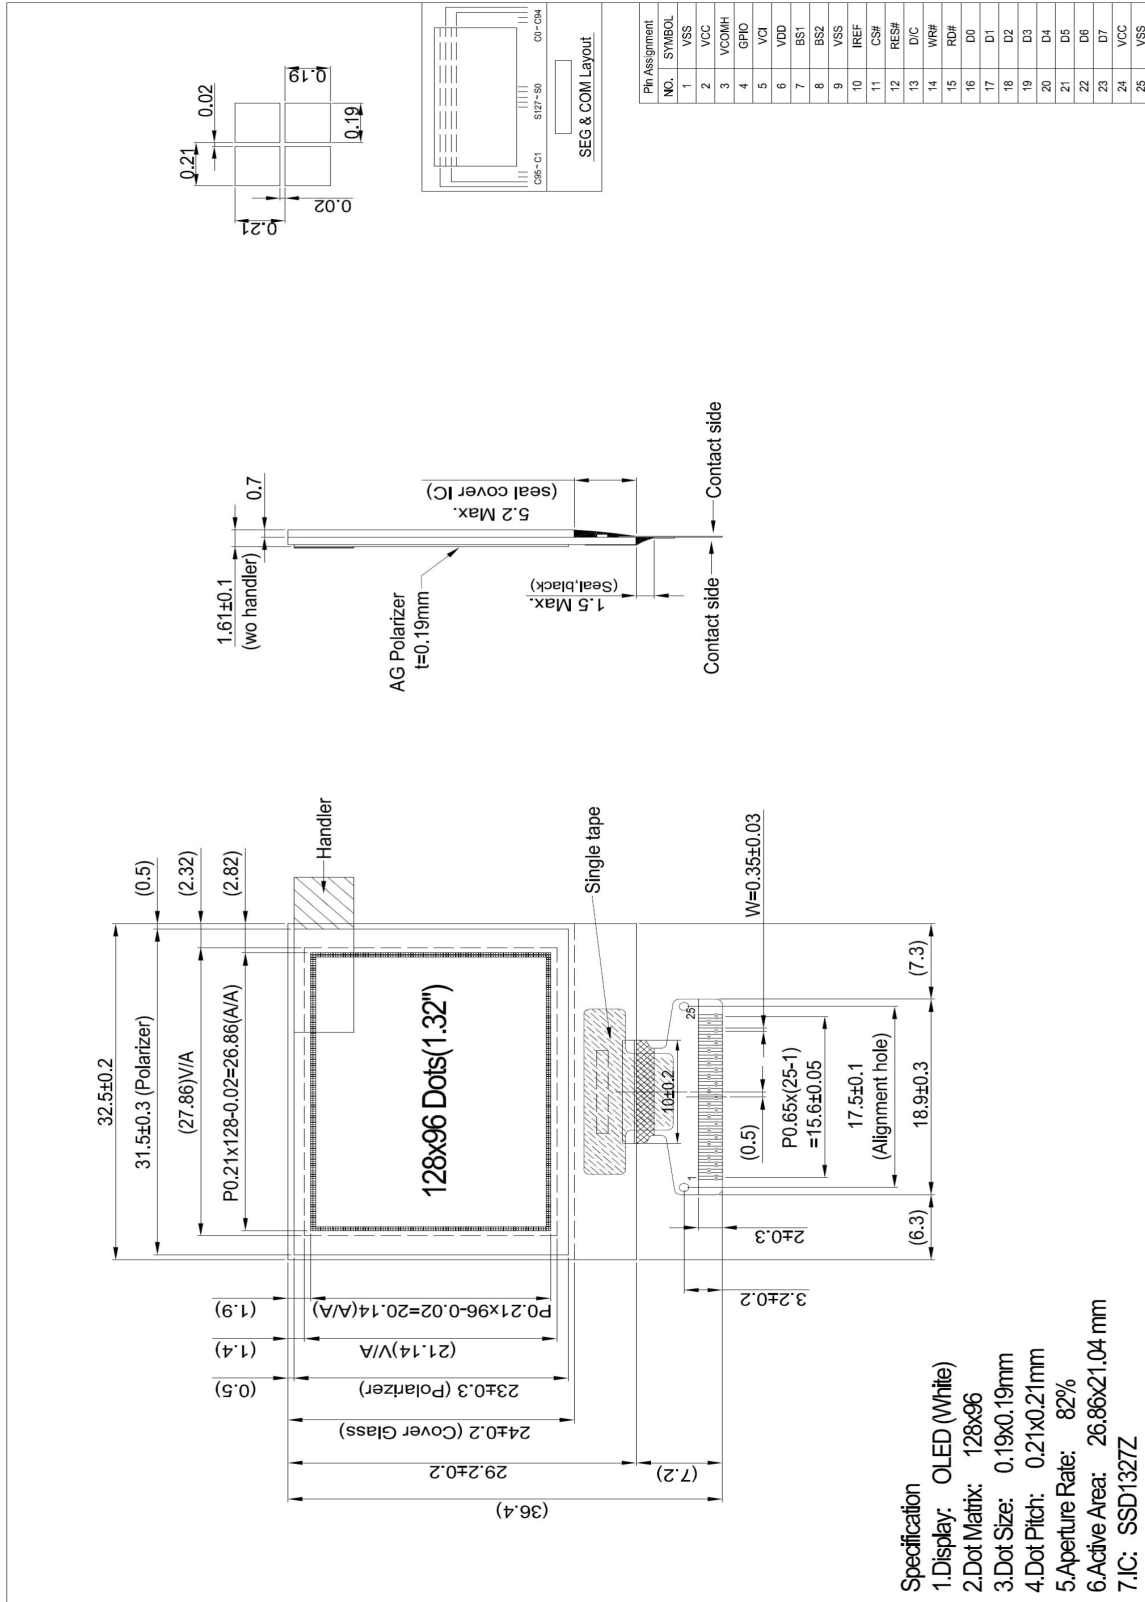 0.21
0.02
0.19
0.19
0.02
0.21
C95~C1
S127~S0
C0~C94
SEG & COM Layout
Pin Assignment
NO. SYMBOL
1 VSS
2 VCC
3 VCOMH
4 GPIO
5 VCI
6 VDD
7 BS1
8 BS2
9 VSS
10 IREF
11 CS#
12 RES#
13 D/C
14 WR#
15 RD#
16 D0
17 D1
18 D2
19 D3
20 D4
21 D5
22 D6
23 D7
24 VCC
25 VSS
1.61±0.1
(wo handler)
0.7
AG Polarizer
t=0.19mm
5.2 Max.
(seal cover IC)
1.5 Max.
(Seal,black)
Contact side
Contact side
32.5±0.2
31.5±0.3 (Polarizer)
(0.5)
(27.86)V/A
(2.32)
P0.21x128-0.02=26.86(A/A)
(2.82)
Handler
128x96 Dots(1.32")
P0.21x96-0.02=20.14(A/A)
(1.9)
(21.14)V/A
(1.4)
23±0.3 (Polarizer)
(0.5)
24±0.2 (Cover Glass)
29.2±0.2
(7.2)
(36.4)
Single tape
10±0.2
W=0.35±0.03
1
25
(0.5)
P0.65x(25-1)
=15.6±0.05
17.5±0.1
(Alignment hole)
18.9±0.3
(6.3)
(7.3)
2±0.3
3.2±0.2
Specification
1.Display: OLED (White)
2.Dot Matrix: 128x96
3.Dot Size: 0.19x0.19mm
4.Dot Pitch: 0.21x0.21mm
5.Aperture Rate: 82%
6.Active Area: 26.86x21.04 mm
7.IC: SSD1327Z